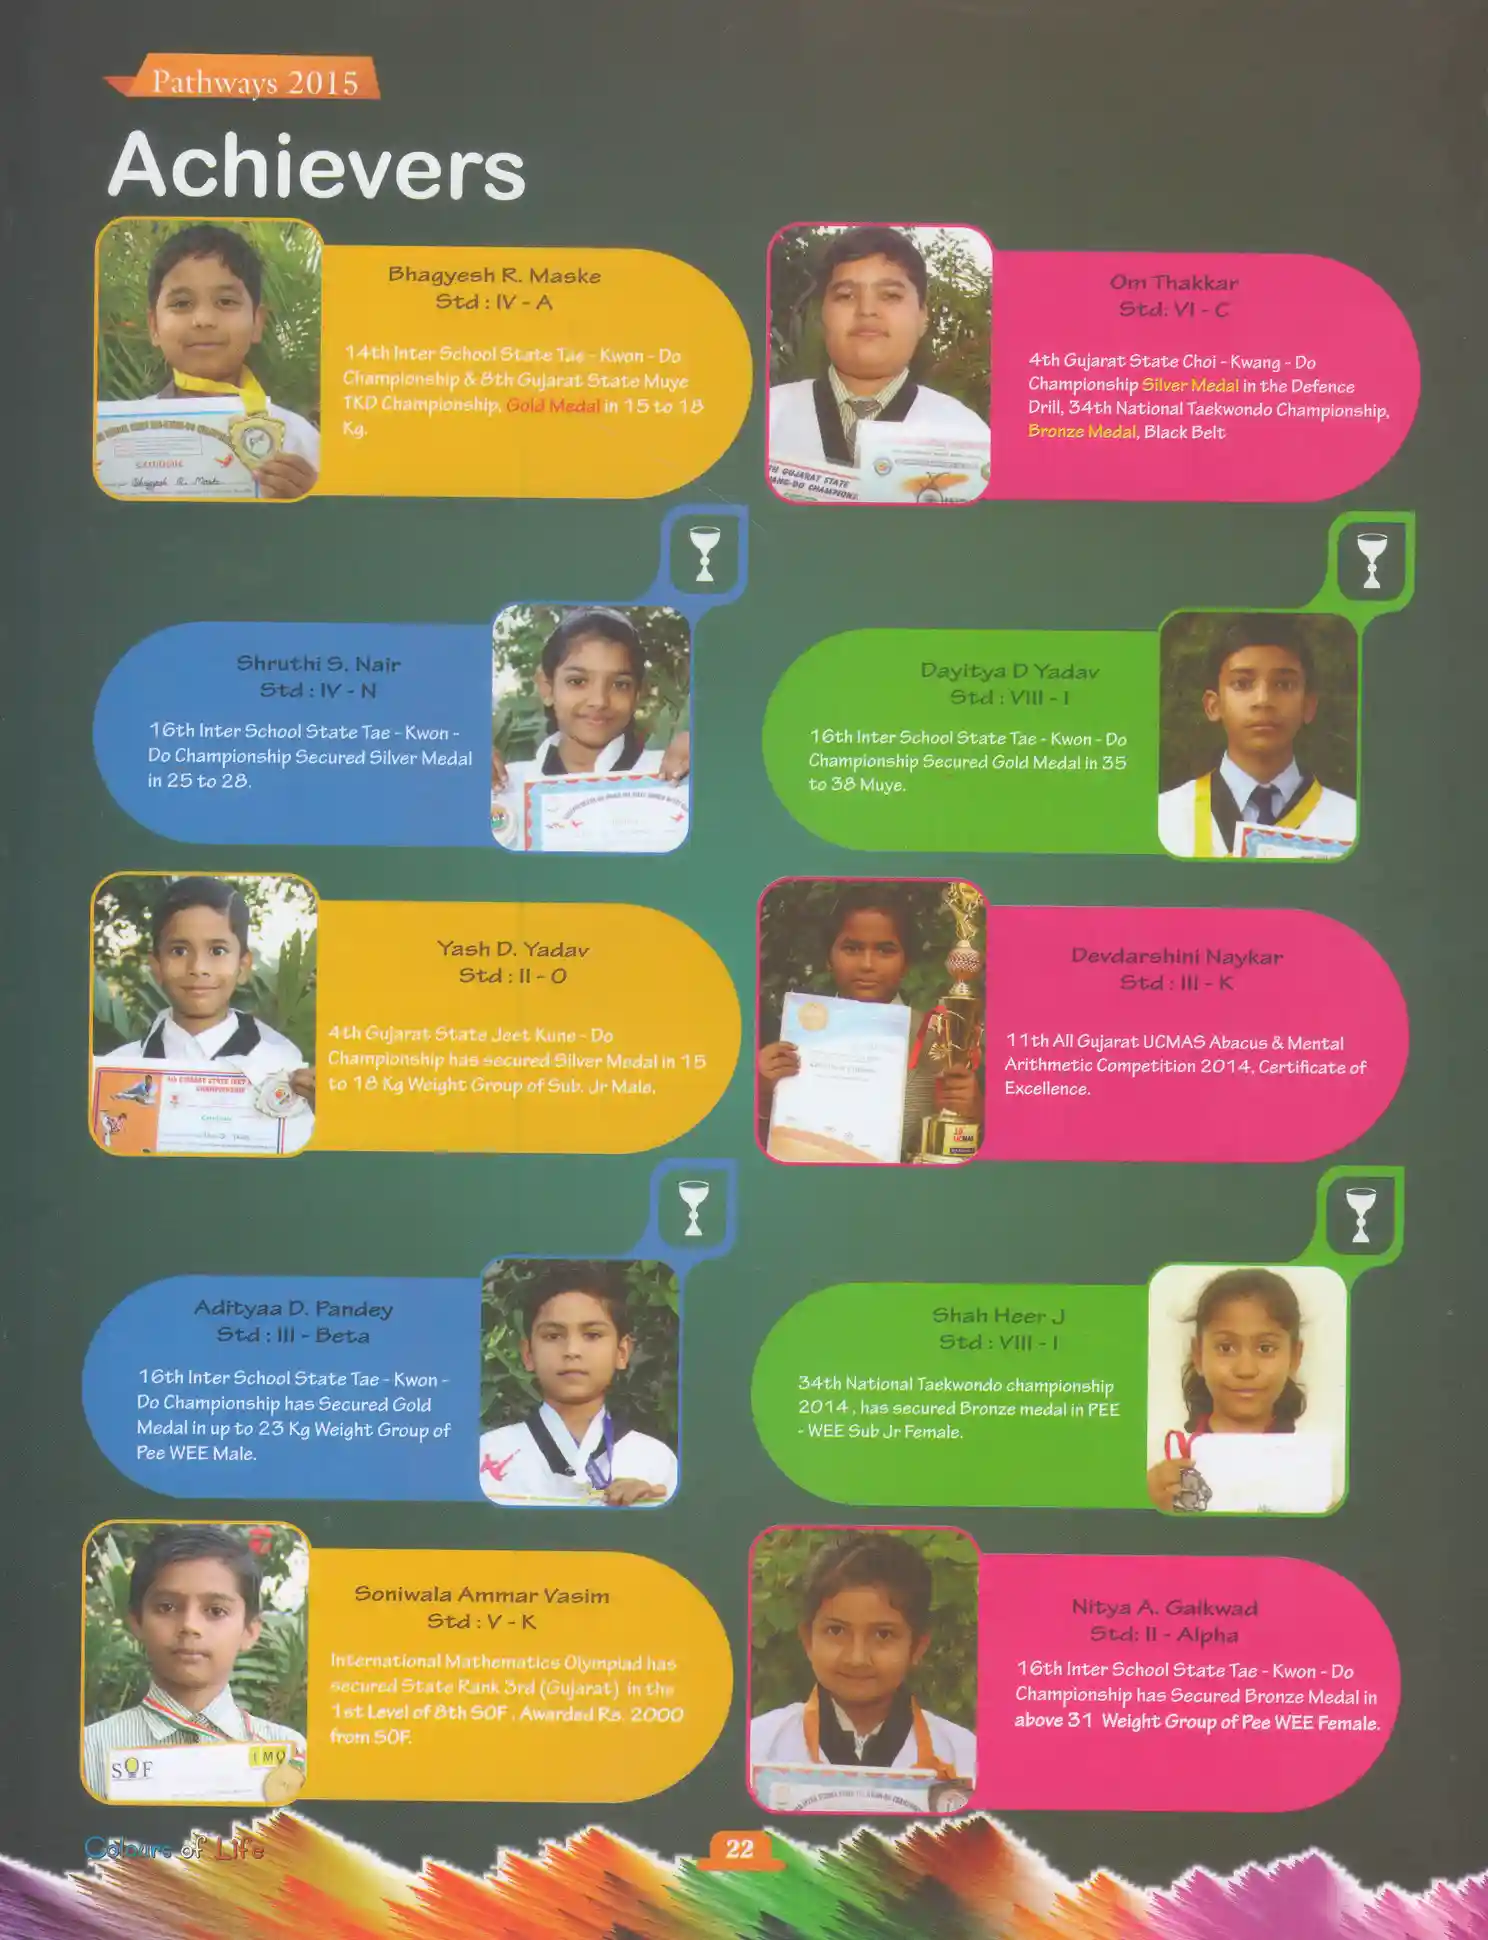 Pathways 2015
Achievers
Bhagyesh R. Maske
Std : IV - A
14th Inter School State Tae - Kwon - Do
Championship & 8th Gujarat State Muye
TKD Championship, Gold Medal in 15 to 18
Kg.
Bhagyesh R. Maske
Om Thakkar
Std: VI - C
4th Gujarat State Choi - Kwang - Do
Championship Silver Medal in the Defence
Drill, 34th National Taekwondo Championship,
Bronze Medal, Black Belt
TH GUJARAT STATE
ANG-DO CHAMPION
Shruthi S. Nair
Std : IV - N
16th Inter School State Tae - Kwon -
Do Championship Secured Silver Medal
in 25 to 28.
Dayitya D Yadav
Std : VIII - I
16th Inter School State Tae - Kwon - Do
Championship Secured Gold Medal in 35
to 38 Muye.
Yash D. Yadav
Std : II - O
4th Gujarat State Jeet Kune - Do
Championship has secured Silver Medal in 15
to 18 Kg Weight Group of Sub. Jr Male.
CHAMPIONSHIP
Devdarshini Naykar
Std : III - K
11th All Gujarat UCMAS Abacus & Mental
Arithmetic Competition 2014, Certificate of
Excellence.
UCMAS
Adityaa D. Pandey
Std : III - Beta
16th Inter School State Tae - Kwon -
Do Championship has Secured Gold
Medal in up to 23 Kg Weight Group of
Pee WEE Male.
Shah Heer J
Std : VIII - I
34th National Taekwondo championship
2014 , has secured Bronze medal in PEE
- WEE Sub Jr Female.
Soniwala Ammar Vasim
Std : V - K
International Mathematics Olympiad has
secured State Rank 3rd (Gujarat) in the
1st Level of 8th SOF , Awarded Rs. 2000
from SOF.
SOF
IMO
Nitya A. Gaikwad
Std: II - Alpha
16th Inter School State Tae - Kwon - Do
Championship has Secured Bronze Medal in
above 31 Weight Group of Pee WEE Female.
Colours of Life
22